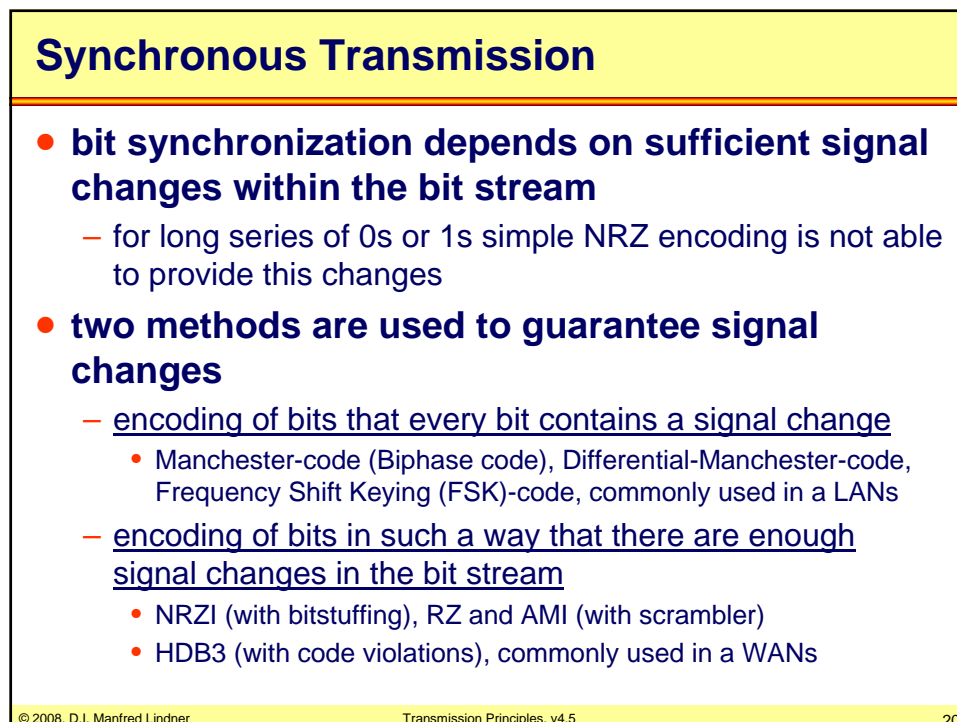 Synchronous Transmission
• bit synchronization depends on sufficient signal
changes within the bit stream
– for long series of 0s or 1s simple NRZ encoding is not able
to provide this changes
• two methods are used to guarantee signal
changes
– encoding of bits that every bit contains a signal change
• Manchester-code (Biphase code), Differential-Manchester-code,
Frequency Shift Keying (FSK)-code, commonly used in a LANs
– encoding of bits in such a way that there are enough
signal changes in the bit stream
• NRZI (with bitstuffing), RZ and AMI (with scrambler)
• HDB3 (with code violations), commonly used in a WANs
© 2008, D.I. Manfred Lindner Transmission Principles, v4.5 20